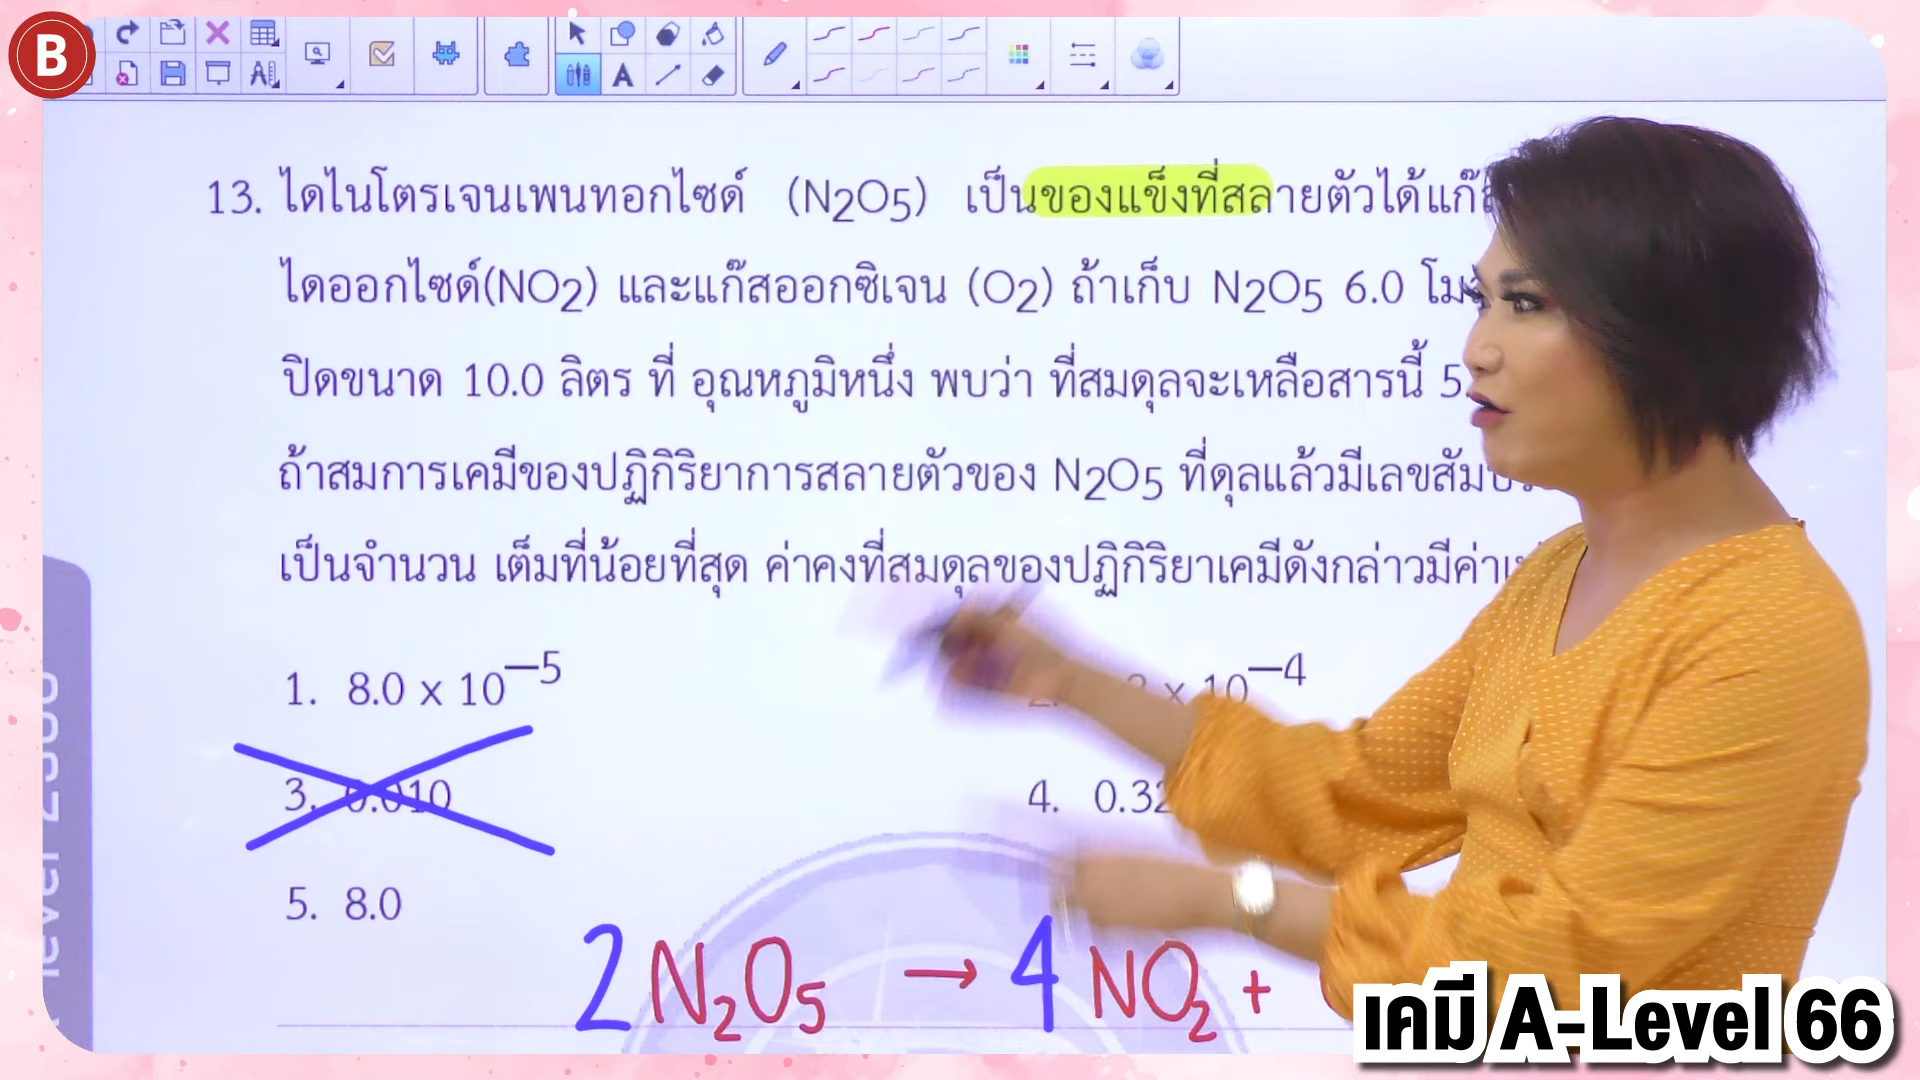 B
13. ไดไนโตรเจนเพนทอกไซด์ (N2O5) เป็นของแข็งที่สลายตัวได้แก๊ส
ไดออกไซด์(NO2) และแก๊สออกซิเจน (O2) ถ้าเก็บ N2O5 6.0
ปิดขนาด 10.0 ลิตร ที่ อุณหภูมิหนึ่ง พบว่า ที่สมดุลจะเหลือสารนี้
ถ้าสมการเคมีของปฏิกิริยาการสลายตัวของ N2O5 ที่ดุลแล้วมี
เป็นจำนวน เต็มที่น้อยที่สุด ค่าคงที่สมดุลของปฏิกิริยาเคมีดังกล่าวมีค่า
1. 8.0 x 10−5
x 10−4
3. 0.010
4. 0.32
5. 8.0
2 N2O5 → 4 NO2 +
เคมี A-Level 66